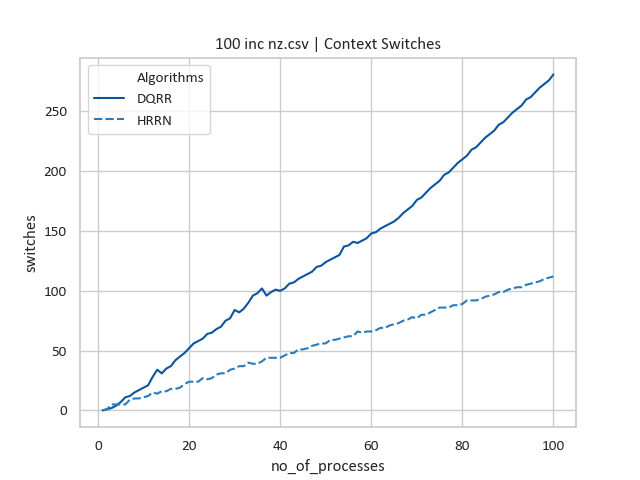 100 inc nz.csv | Context Switches
Algorithms
DQRR
HRRN
switches
250
200
150
100
50
0
0 20 40 60 80 100
no_of_processes